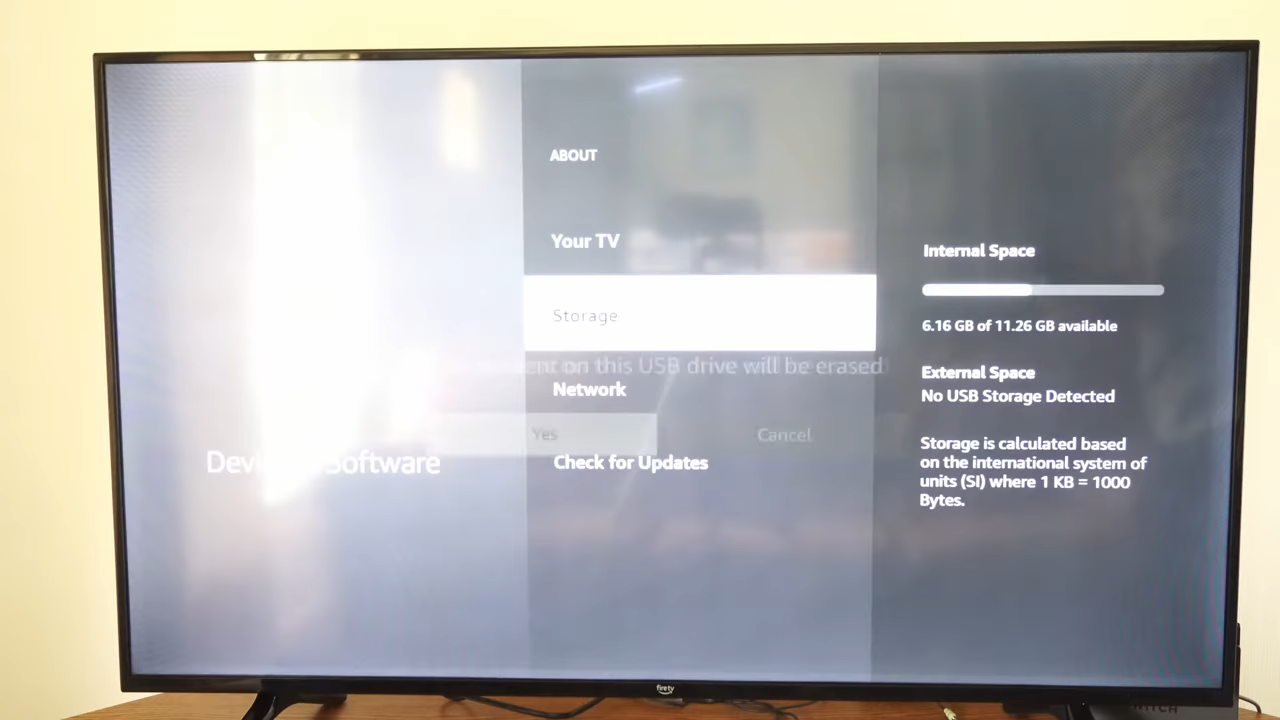 ABOUT
Your TV
Storage
ent on this USB drive will be erased
Network
Yes
Cancel
Software
Check for Updates
Internal Space
6.16 GB of 11.26 GB available
External Space
No USB Storage Detected
Storage is calculated based
on the international system of
units (SI) where 1 KB = 1000
Bytes.
firetv